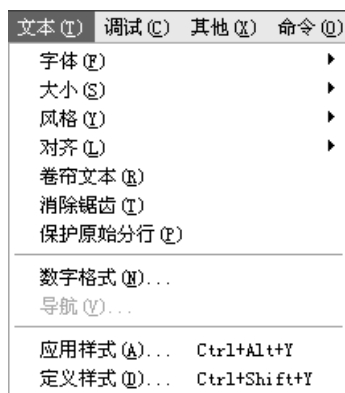 文本(T) 调试(C) 其他(X) 命令(O)
字体(F)
大小(S)
风格(Y)
对齐(L)
卷帘文本(R)
消除锯齿(T)
保护原始分行(P)
数字格式(N)...
导航(V)...
应用样式(A)... Ctrl+Alt+Y
定义样式(D)... Ctrl+Shift+Y